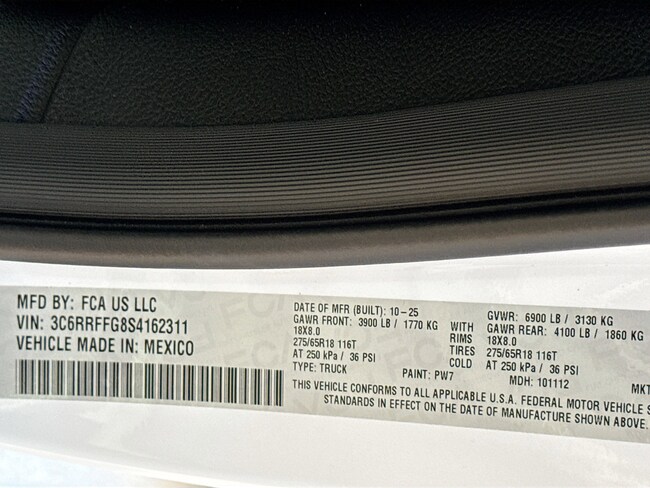 MFD BY: FCA US LLC
VIN: 3C6RRFFG8S4162311
VEHICLE MADE IN: MEXICO
DATE OF MFR (BUILT): 10-25 GVWR: 6900 LB / 3130 KG
GAWR FRONT: 3900 LB / 1770 KG WITH GAWR REAR: 4100 LB / 1860 KG
18X8.0 RIMS 18X8.0
275/65R18 116T TIRES 275/65R18 116T
AT 250 kPa / 36 PSI COLD AT 250 kPa / 36 PSI
TYPE: TRUCK PAINT: PW7 MDH: 101112 MKT
THIS VEHICLE CONFORMS TO ALL APPLICABLE U.S.A. FEDERAL MOTOR VEHICLE S
STANDARDS IN EFFECT ON THE DATE OF MANUFACTURE SHOWN ABOVE.